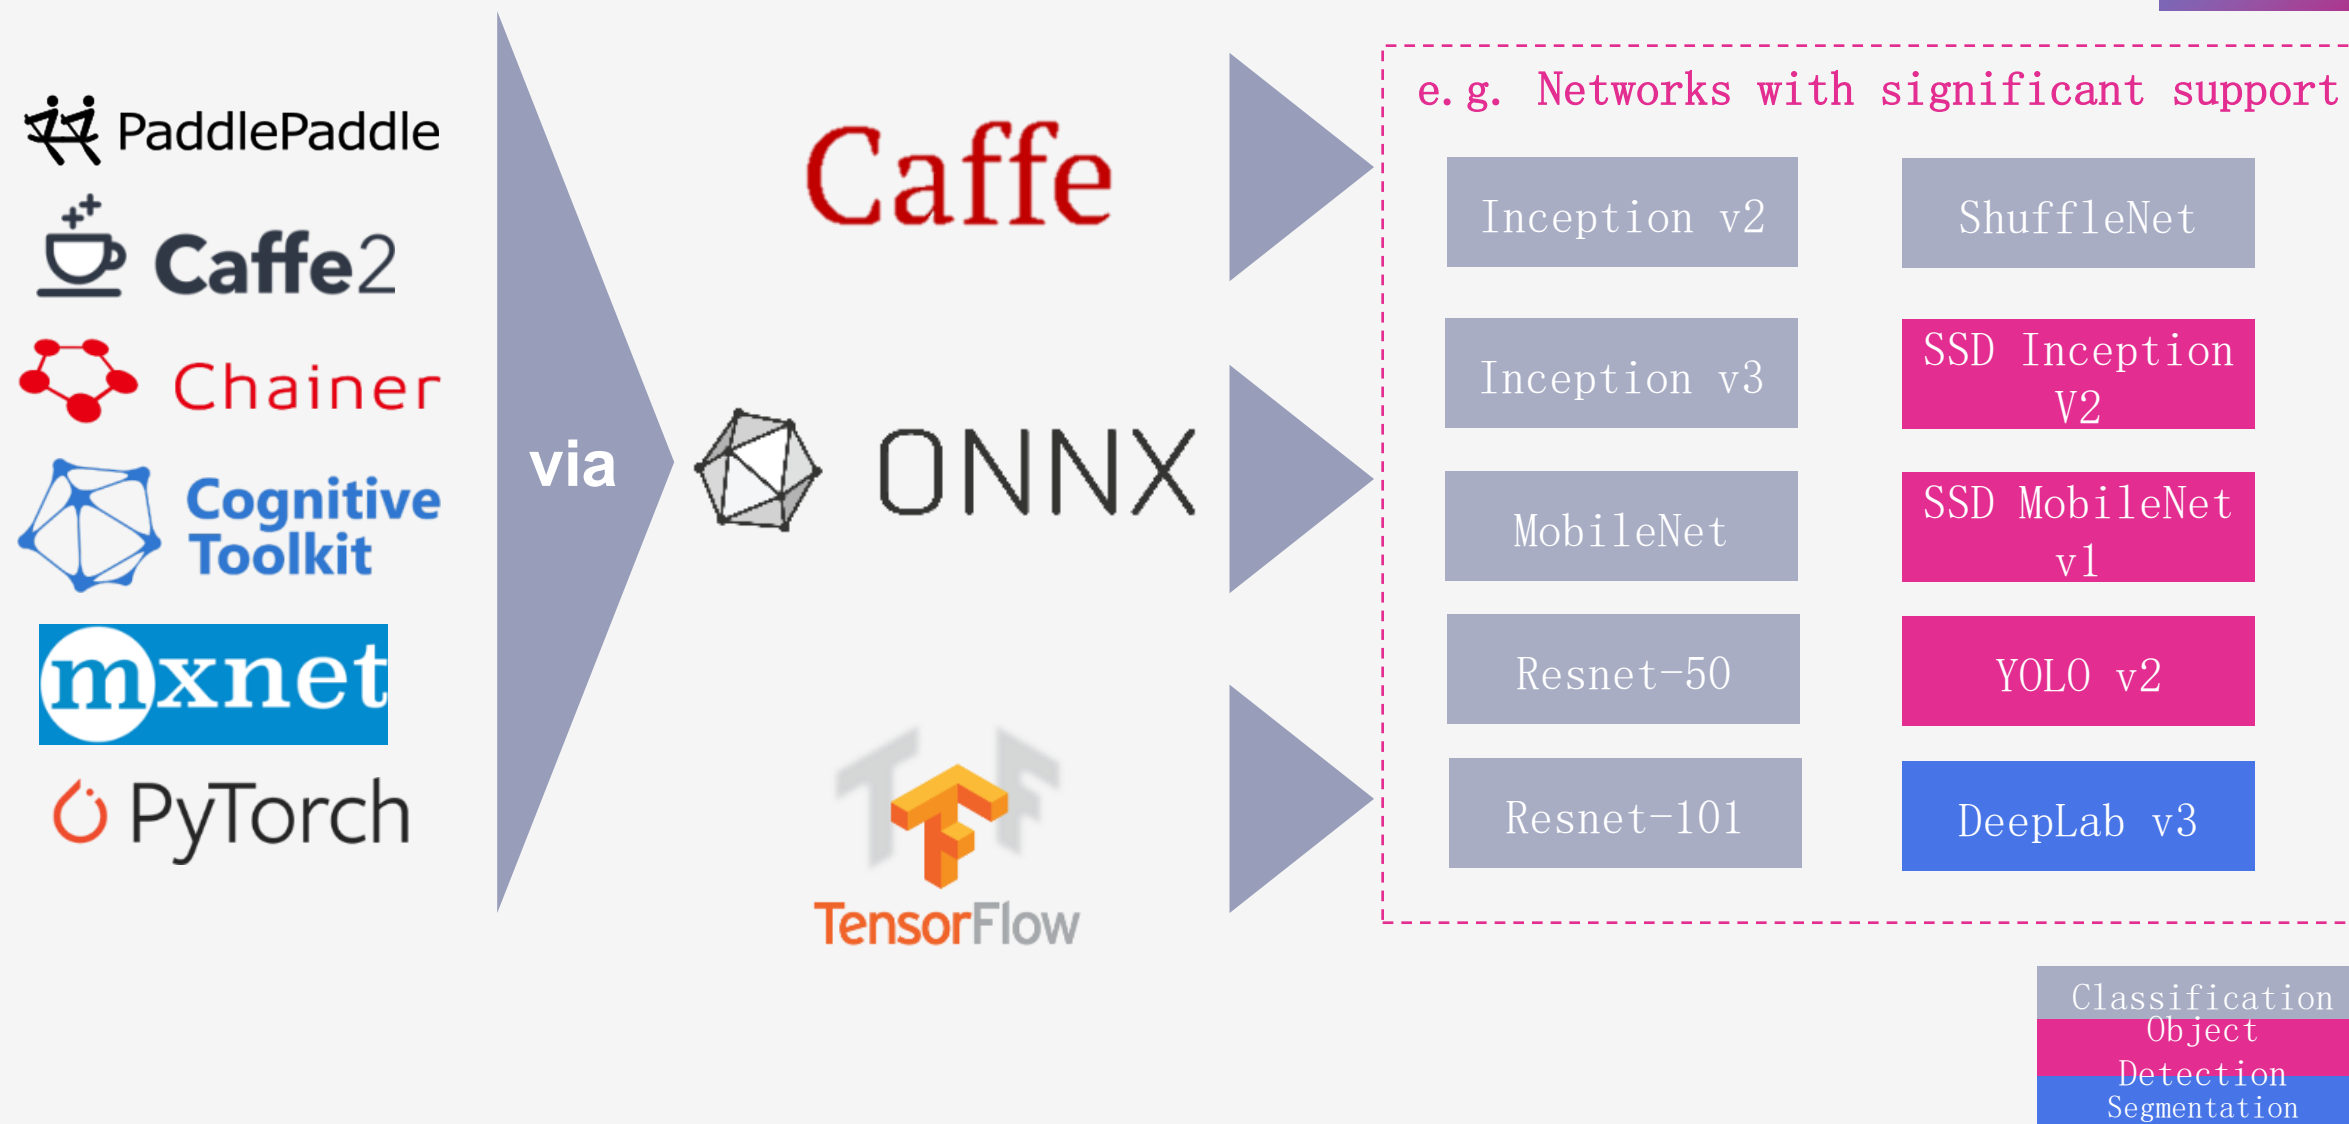 PaddlePaddle
Caffe2
Chainer
Cognitive
Toolkit
mxnet
PyTorch
via
Caffe
ONNX
TensorFlow
e.g. Networks with significant support
Inception v2
ShuffleNet
Inception v3
SSD Inception
V2
MobileNet
SSD MobileNet
v1
Resnet-50
YOLO v2
Resnet-101
DeepLab v3
Classification
Object
Detection
Segmentation